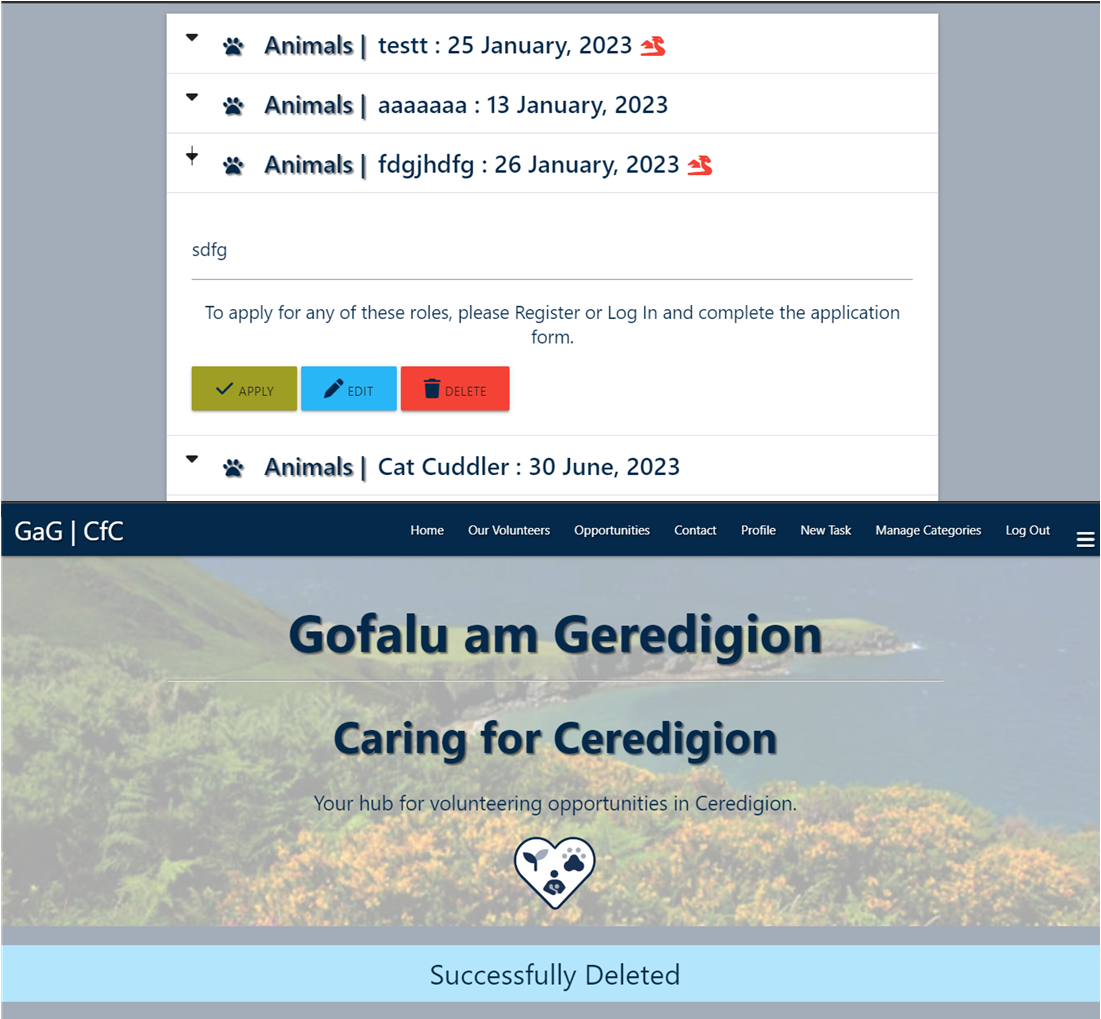 Animals | testt : 25 January, 2023
Animals | aaaaaaa : 13 January, 2023
Animals | fdgjhdfg : 26 January, 2023
sdfg
To apply for any of these roles, please Register or Log In and complete the application
form.
APPLY EDIT DELETE
Animals | Cat Cuddler : 30 June, 2023
GaG | CfC Home Our Volunteers Opportunities Contact Profile New Task Manage Categories Log Out
Gofalu am Geredigion
Caring for Ceredigion
Your hub for volunteering opportunities in Ceredigion.
Successfully Deleted